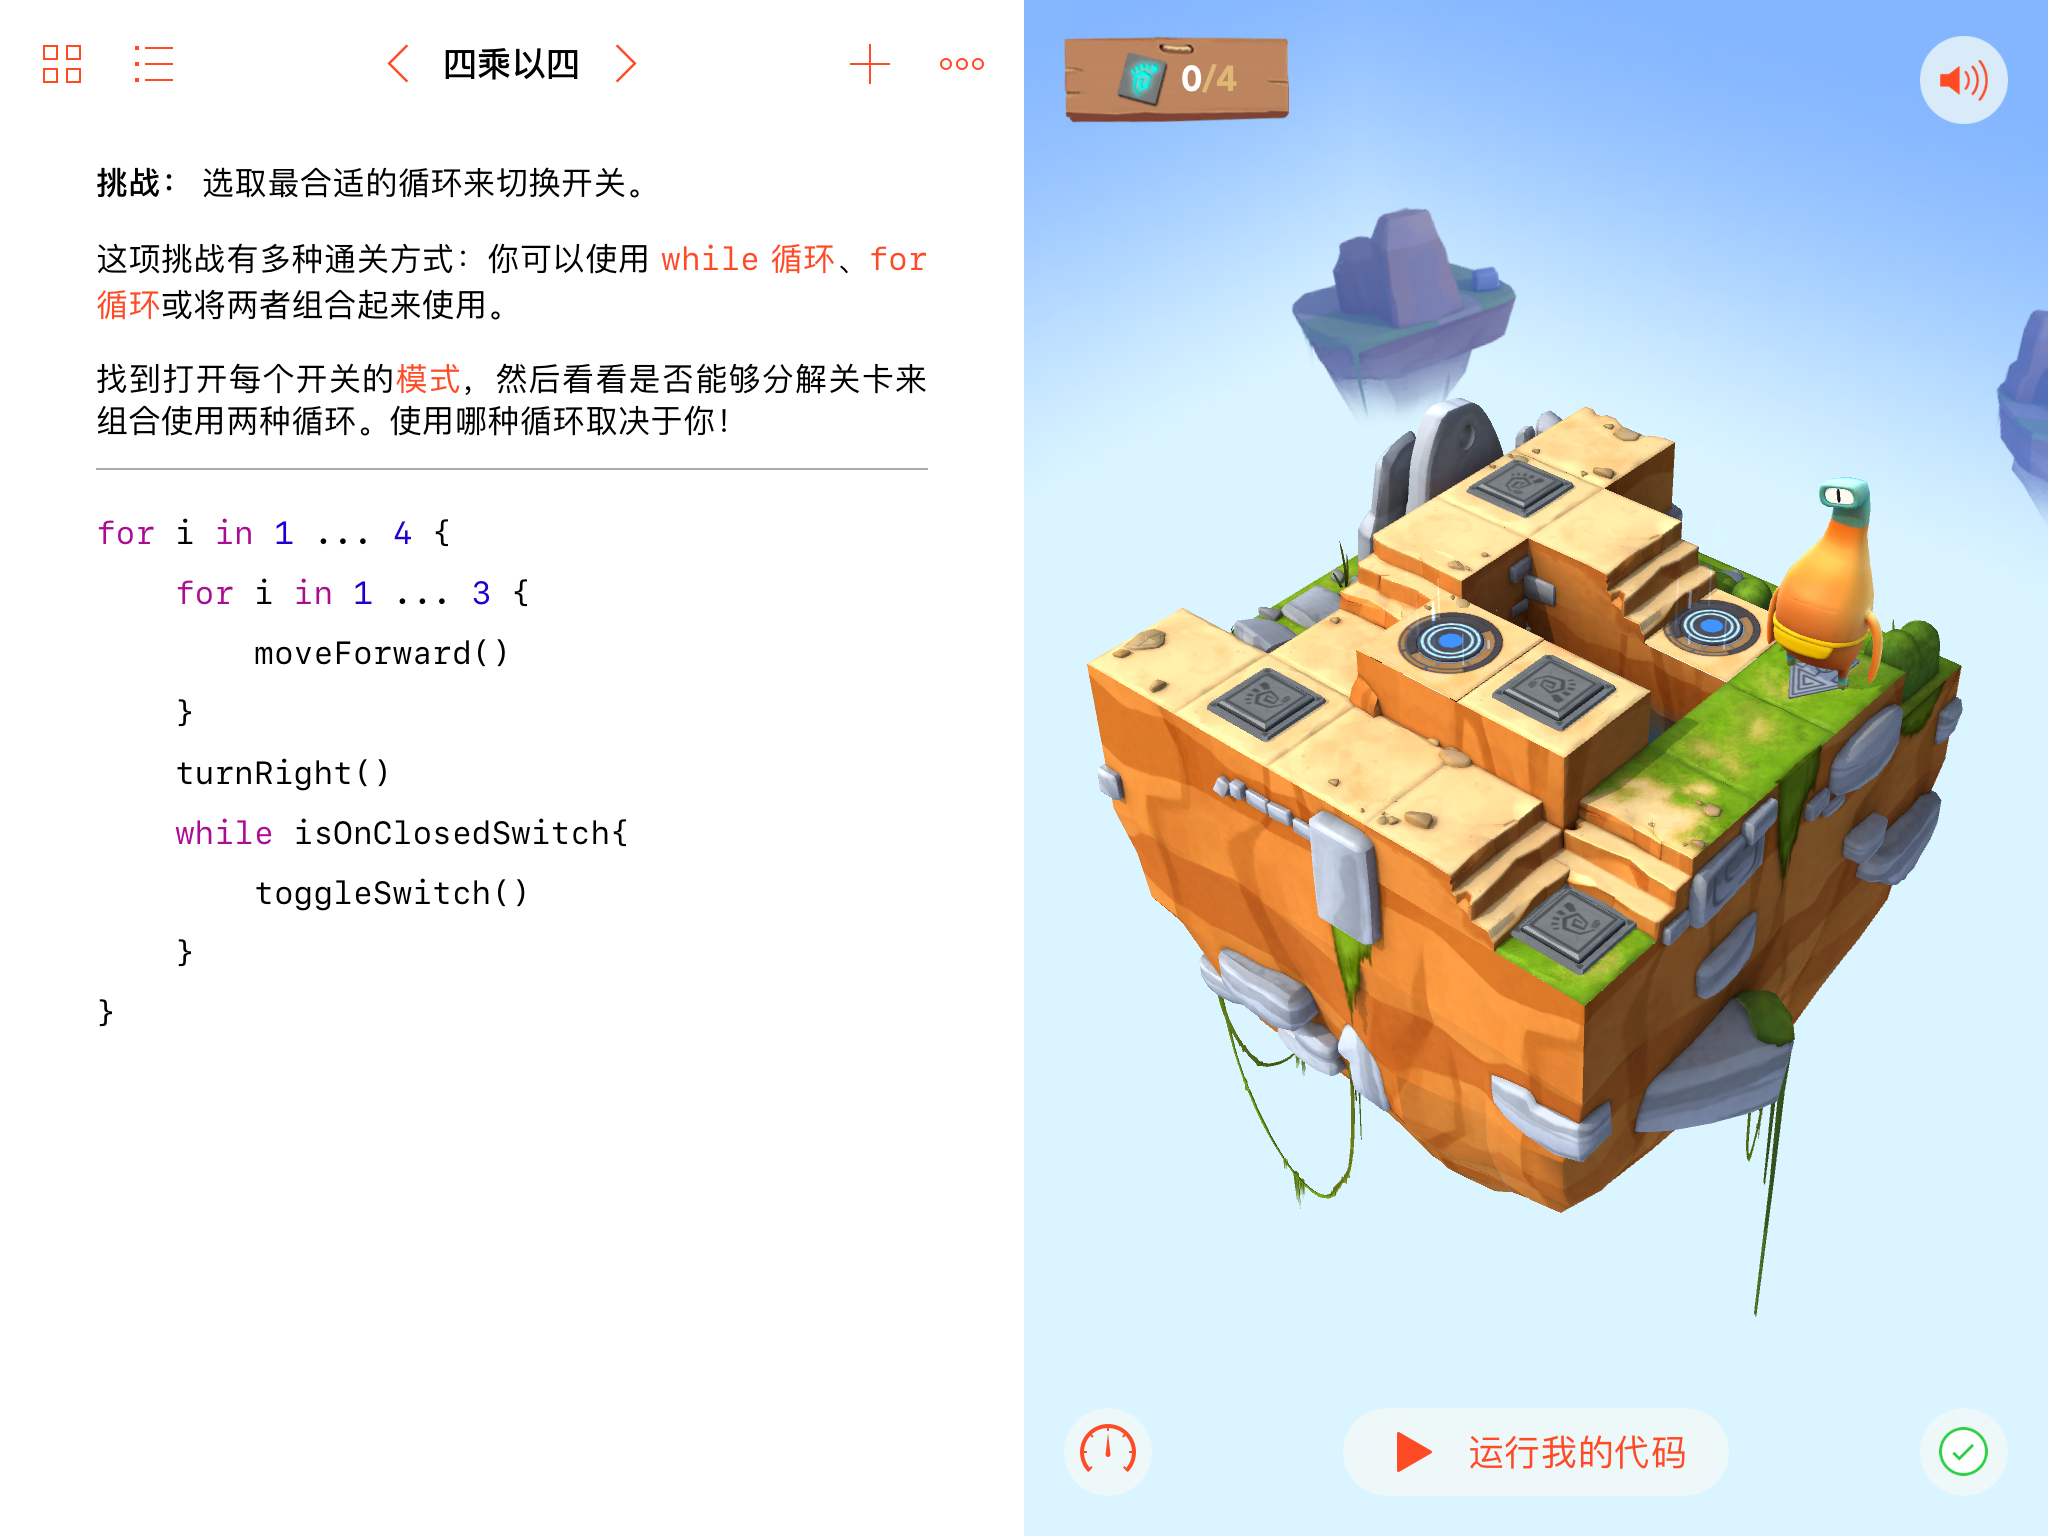 四乘以四
挑战： 选取最合适的循环来切换开关。
这项挑战有多种通关方式：你可以使用 while 循环、for
循环或将两者组合起来使用。
找到打开每个开关的模式，然后看看是否能够分解关卡来
组合使用两种循环。使用哪种循环取决于你！
for i in 1 ... 4 {
    for i in 1 ... 3 {
        moveForward()
    }
    turnRight()
    while isOnClosedSwitch{
        toggleSwitch()
    }
}
0/4
运行我的代码